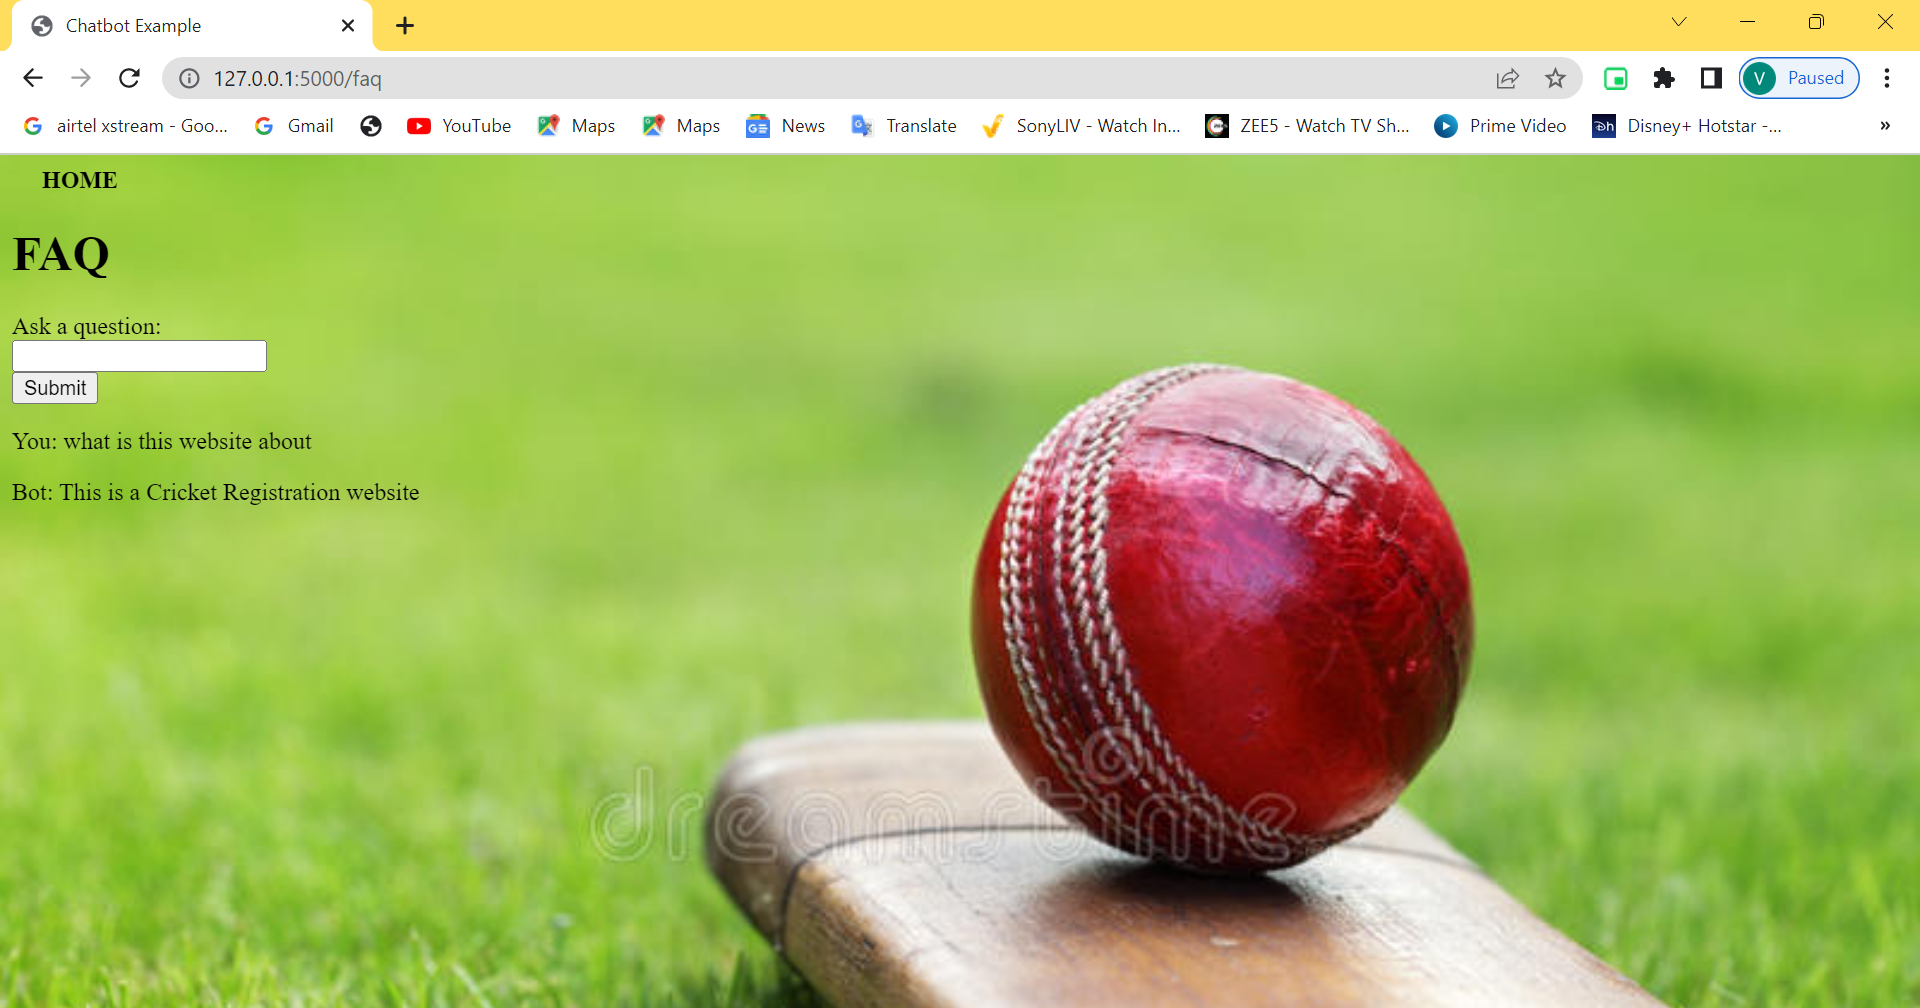 Chatbot Example
127.0.0.1:5000/faq
V Paused
airtel xstream - Goo... Gmail YouTube Maps Maps News Translate SonyLIV - Watch In... ZEE5 - Watch TV Sh... Prime Video Disney+ Hotstar -... »
HOME
FAQ
Ask a question:
Submit
You: what is this website about
Bot: This is a Cricket Registration website
dreamstime